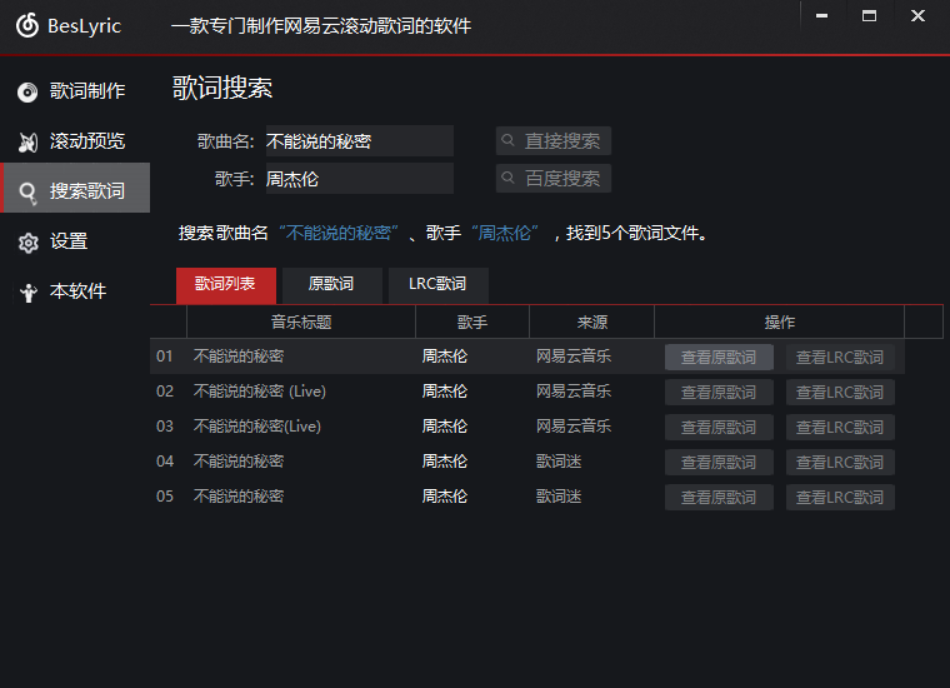 BesLyric 一款专门制作网易云滚动歌词的软件
歌词制作
滚动预览
搜索歌词
设置
本软件
歌词搜索
歌曲名: 不能说的秘密 直接搜索
歌手: 周杰伦 百度搜索
搜索 歌曲名 “不能说的秘密” 、歌手 “周杰伦” ，找到5个歌词文件。
歌词列表 原歌词 LRC歌词
音乐标题 歌手 来源 操作
01 不能说的秘密 周杰伦 网易云音乐 查看原歌词 查看LRC歌词
02 不能说的秘密 (Live) 周杰伦 网易云音乐 查看原歌词 查看LRC歌词
03 不能说的秘密(Live) 周杰伦 网易云音乐 查看原歌词 查看LRC歌词
04 不能说的秘密 周杰伦 歌词迷 查看原歌词 查看LRC歌词
05 不能说的秘密 周杰伦 歌词迷 查看原歌词 查看LRC歌词